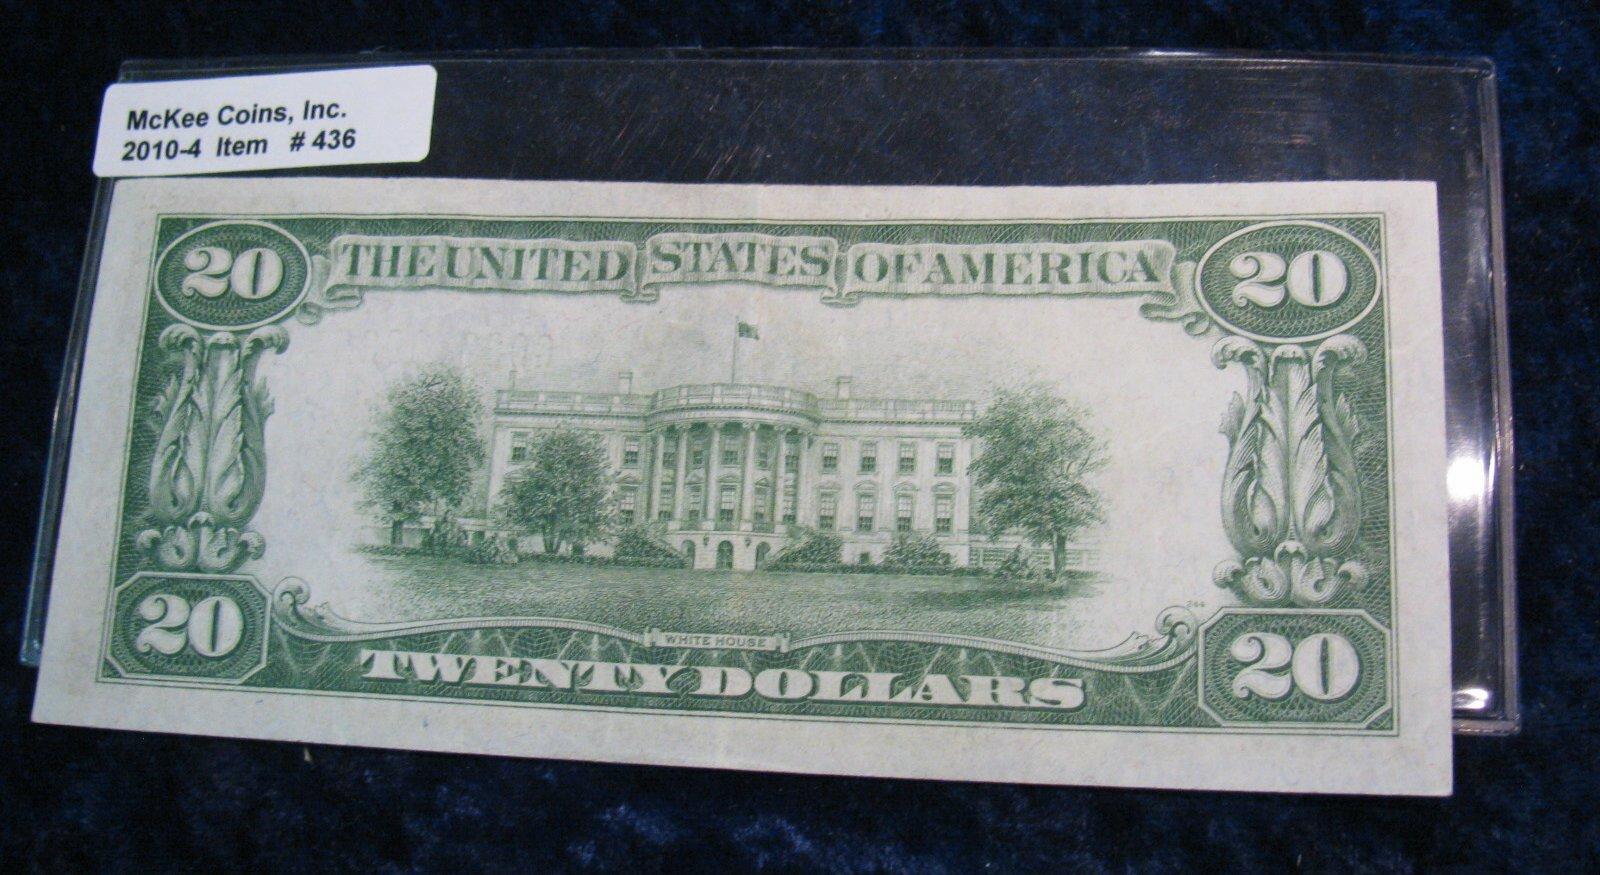 McKee Coins, Inc.
2010-4 Item # 436
20 THE UNITED STATES OF AMERICA 20
WHITE HOUSE
20 TWENTY DOLLARS 20